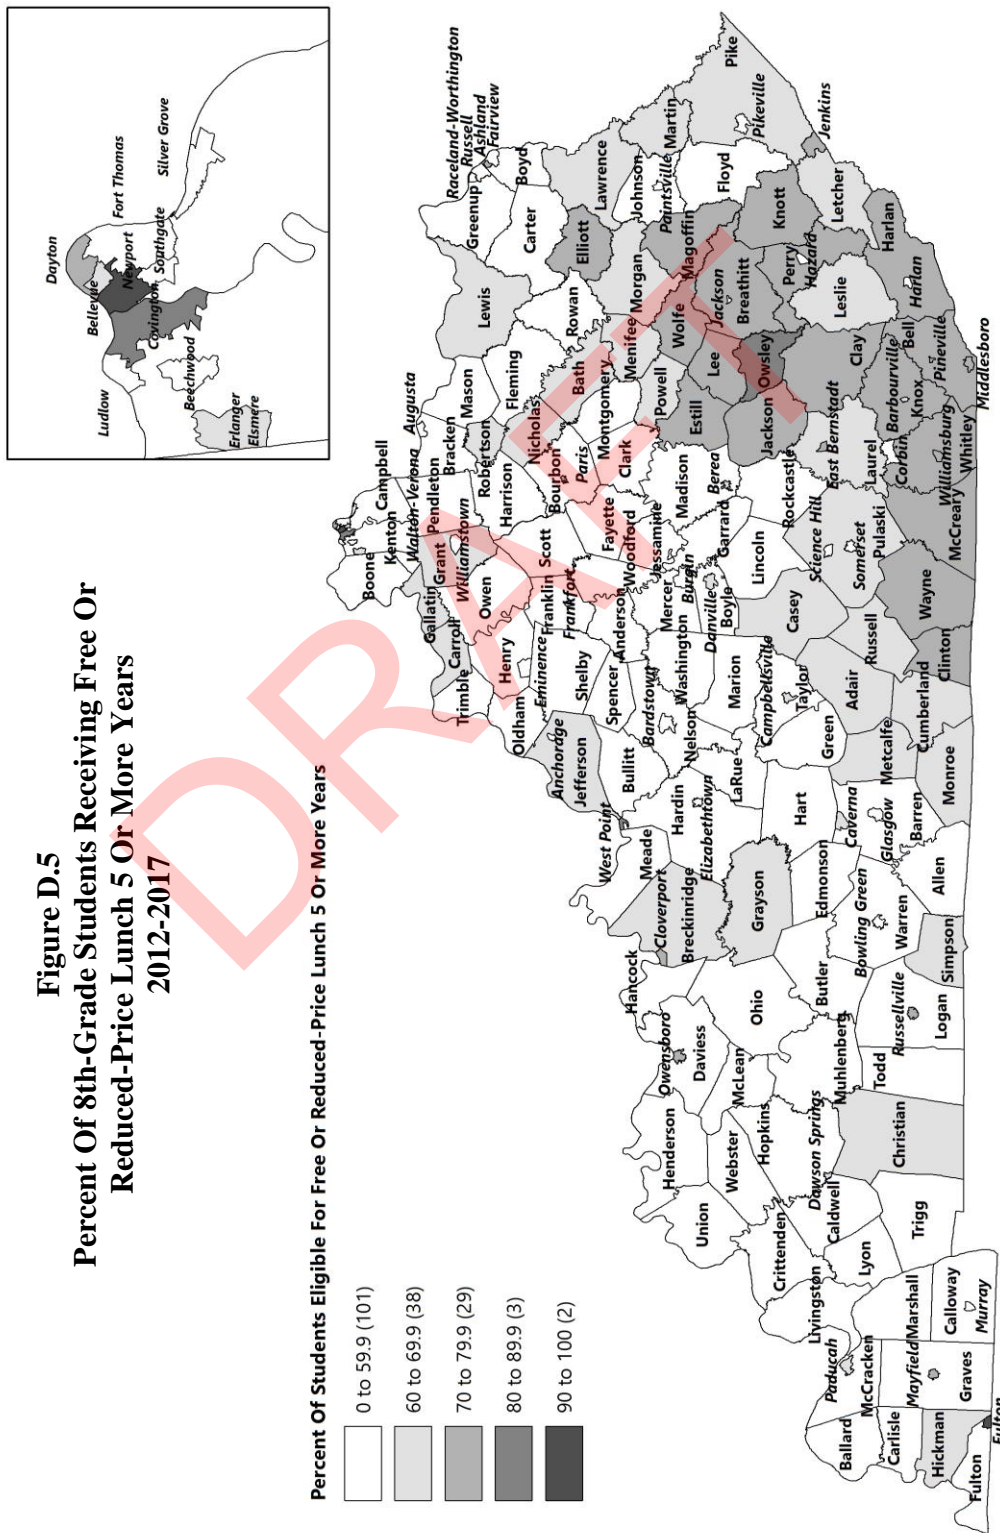 Figure D.5
Percent Of 8th-Grade Students Receiving Free Or
Reduced-Price Lunch 5 Or More Years
2012-2017
Percent Of Students Eligible For Free Or Reduced-Price Lunch 5 Or More Years
0 to 59.9 (101)
60 to 69.9 (38)
70 to 79.9 (29)
80 to 89.9 (3)
90 to 100 (2)
DRAFT
Dayton
Bellevue
Fort Thomas
Newport
Silver Grove
Southgate
Ludlow
Covington
Beechwood
Erlanger
Elsmere
Raceland-Worthington
Russell
Ashland
Fairview
Greenup
Boyd
Carter
Lewis
Lawrence
Elliott
Rowan
Fleming
Mason
Augusta
Bracken
Robertson
Nicholas
Bath
Menifee
Morgan
Johnson
Paintsville
Martin
Pike
Pikeville
Floyd
Magoffin
Jenkins
Letcher
Knott
Perry
Hazard
Breathitt
Jackson
Wolfe
Lee
Owsley
Powell
Estill
Montgomery
Clark
Bourbon
Paris
Harrison
Campbell
Kenton
Boone
Walton-Verona
Pendleton
Grant
Williamstown
Gallatin
Carroll
Trimble
Owen
Henry
Eminence
Oldham
Scott
Franklin
Frankfort
Shelby
Anchorage
Jefferson
Spencer
Anderson
Woodford
Fayette
Jessamine
Madison
Berea
Garrard
Mercer
Burgin
Danville
Boyle
Washington
Bardstown
Nelson
Bullitt
West Point
Meade
Hardin
Elizabethtown
LaRue
Marion
Lincoln
Rockcastle
Jackson
East Bernstadt
Laurel
Clay
Leslie
Harlan
Harlan
Bell
Pineville
Middlesboro
Barbourville
Knox
Corbin
Williamsburg
Whitley
McCreary
Pulaski
Somerset
Science Hill
Casey
Russell
Wayne
Clinton
Cumberland
Adair
Taylor
Campbellsville
Green
Metcalfe
Monroe
Hart
Caverna
Glasgow
Barren
Allen
Edmonson
Grayson
Breckinridge
Cloverport
Hancock
Ohio
Butler
Warren
Bowling Green
Simpson
Logan
Russellville
Todd
Muhlenberg
McLean
Daviess
Owensboro
Henderson
Webster
Hopkins
Dawson Springs
Christian
Union
Crittenden
Caldwell
Lyon
Trigg
Livingston
Marshall
Calloway
Murray
Paducah
McCracken
Mayfield
Graves
Ballard
Carlisle
Hickman
Fulton
Fulton